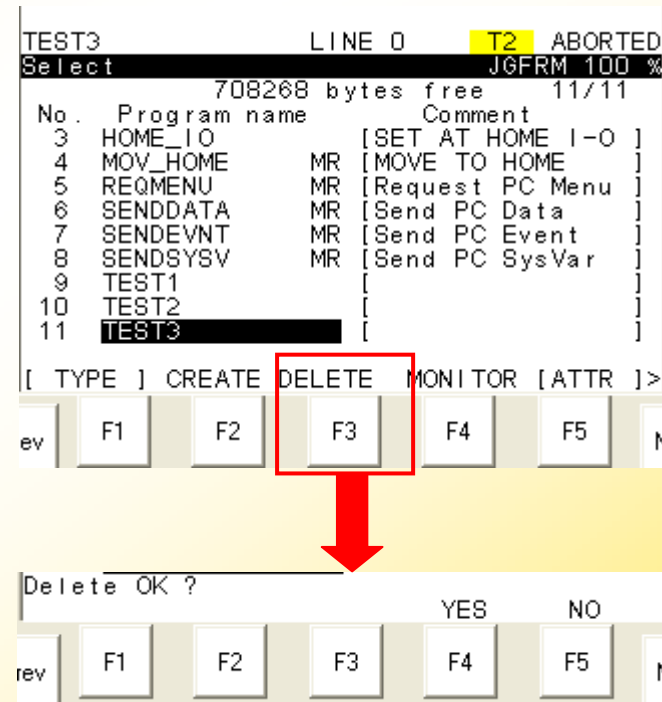 TEST3 LINE 0 T2 ABORTED
Select JGFRM 100 %
708268 bytes free 11/11
No. Program name Comment
3 HOME_IO [SET AT HOME I-O ]
4 MOV_HOME MR [MOVE TO HOME ]
5 REQMENU MR [Request PC Menu ]
6 SENDDATA MR [Send PC Data ]
7 SENDEVNT MR [Send PC Event ]
8 SENDSYSV MR [Send PC SysVar ]
9 TEST1 [ ]
10 TEST2 [ ]
11 TEST3 [ ]
[ TYPE ] CREATE DELETE MONITOR [ATTR ]>
ev F1 F2 F3 F4 F5
Delete OK ?
YES NO
rev F1 F2 F3 F4 F5